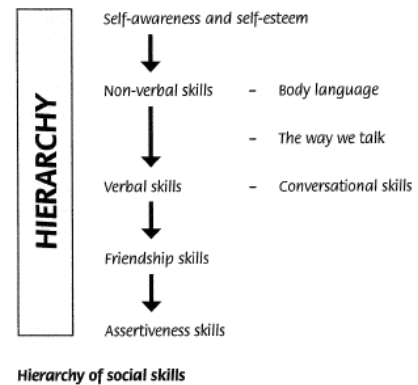 HIERARCHY
Self-awareness and self-esteem
Non-verbal skills – Body language
– The way we talk
Verbal skills – Conversational skills
Friendship skills
Assertiveness skills
Hierarchy of social skills